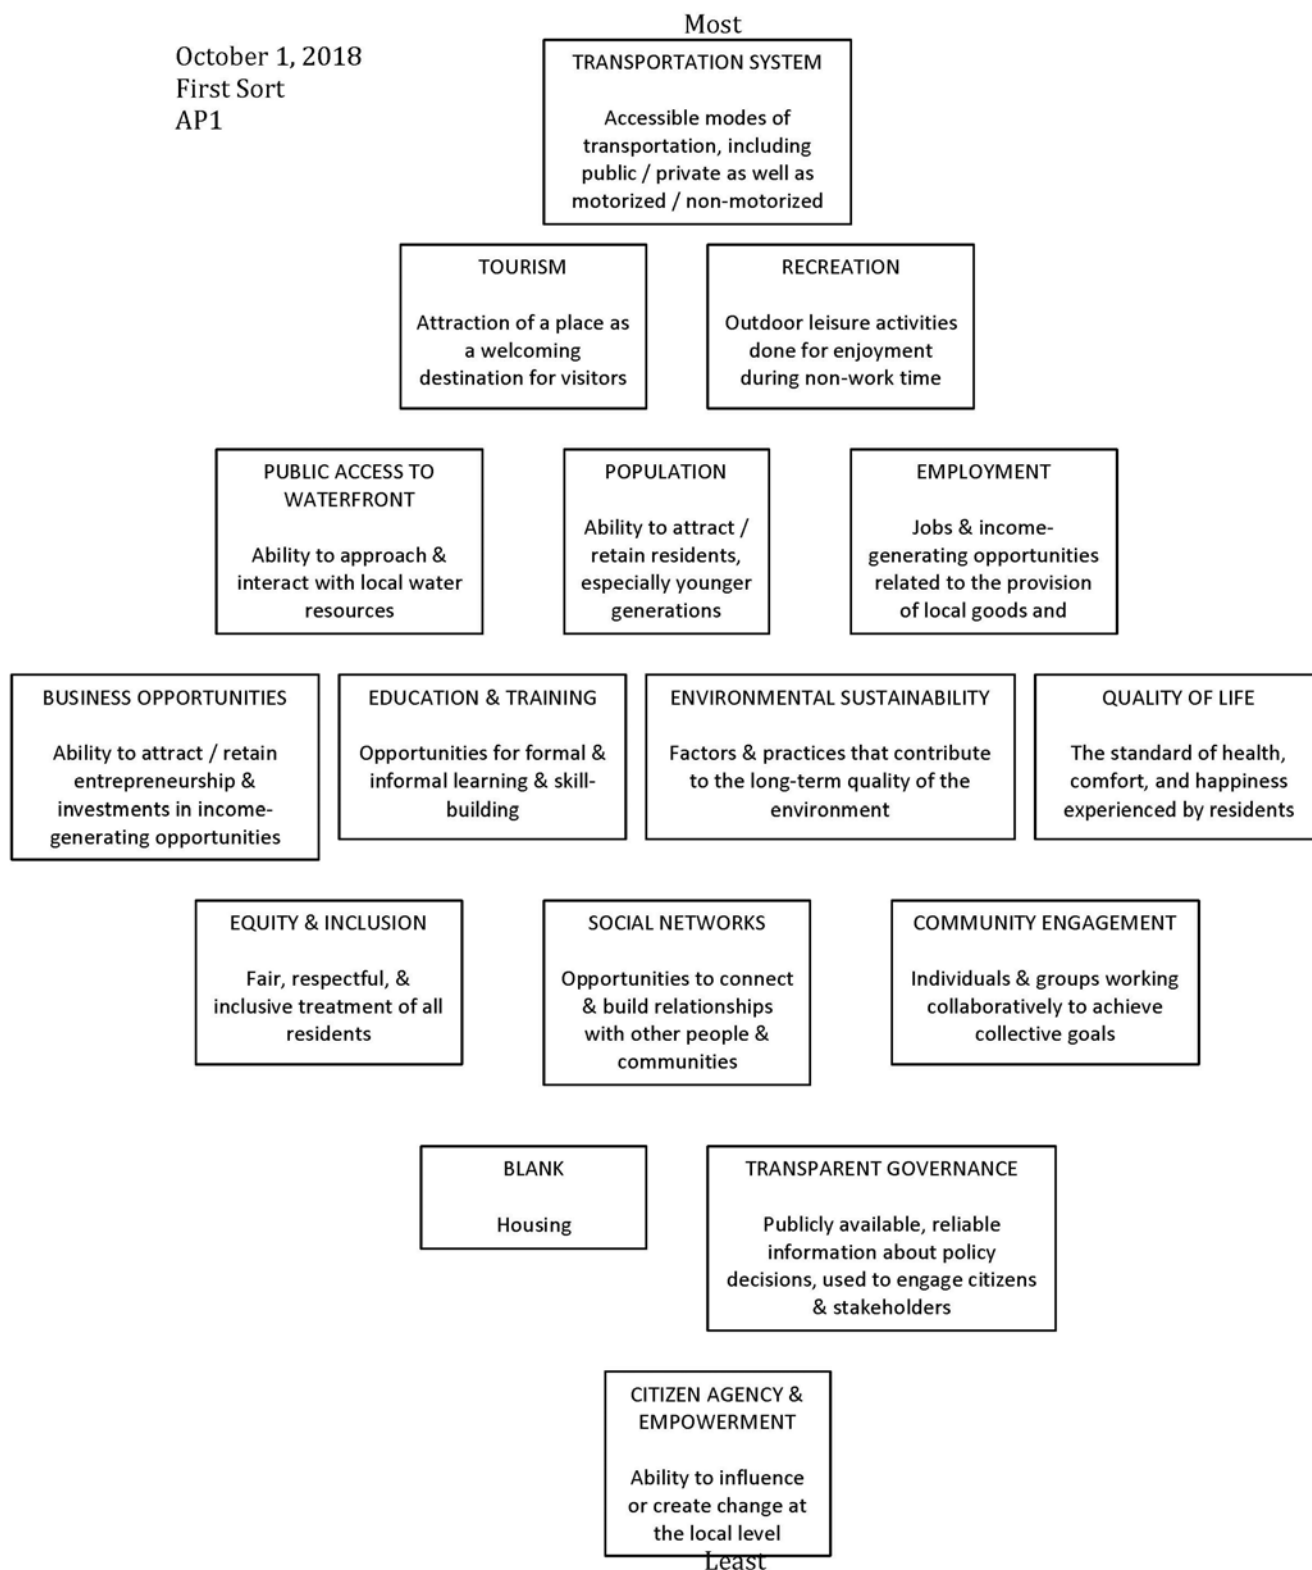 Most
October 1, 2018
First Sort
AP1
TRANSPORTATION SYSTEM
Accessible modes of
transportation, including
public / private as well as
motorized / non-motorized
TOURISM
Attraction of a place as
a welcoming
destination for visitors
RECREATION
Outdoor leisure activities
done for enjoyment
during non-work time
PUBLIC ACCESS TO
WATERFRONT
Ability to approach &
interact with local water
resources
POPULATION
Ability to attract /
retain residents,
especially younger
generations
EMPLOYMENT
Jobs & income-
generating opportunities
related to the provision
of local goods and
BUSINESS OPPORTUNITIES
Ability to attract / retain
entrepreneurship &
investments in income-
generating opportunities
EDUCATION & TRAINING
Opportunities for formal &
informal learning & skill-
building
ENVIRONMENTAL SUSTAINABILITY
Factors & practices that contribute
to the long-term quality of the
environment
QUALITY OF LIFE
The standard of health,
comfort, and happiness
experienced by residents
EQUITY & INCLUSION
Fair, respectful, &
inclusive treatment of all
residents
SOCIAL NETWORKS
Opportunities to connect
& build relationships
with other people &
communities
COMMUNITY ENGAGEMENT
Individuals & groups working
collaboratively to achieve
collective goals
BLANK
Housing
TRANSPARENT GOVERNANCE
Publicly available, reliable
information about policy
decisions, used to engage citizens
& stakeholders
CITIZEN AGENCY &
EMPOWERMENT
Ability to influence
or create change at
the local level
Least